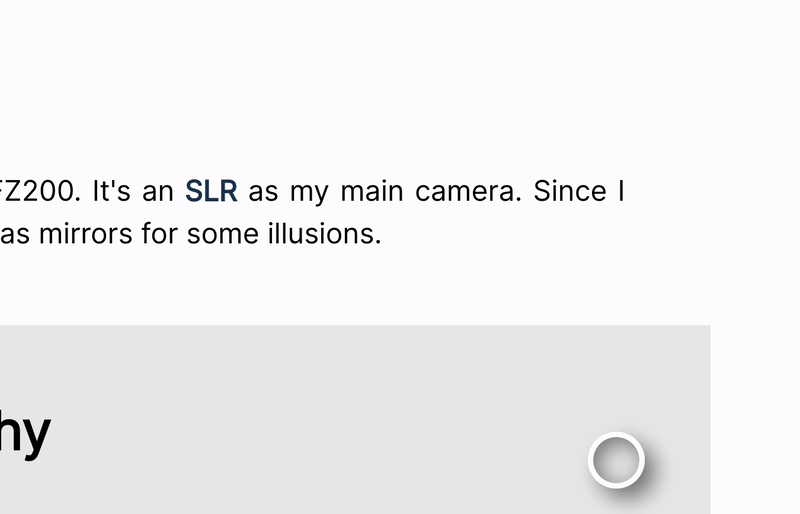 FZ200. It's an SLR as my main camera. Since I
as mirrors for some illusions.
hy